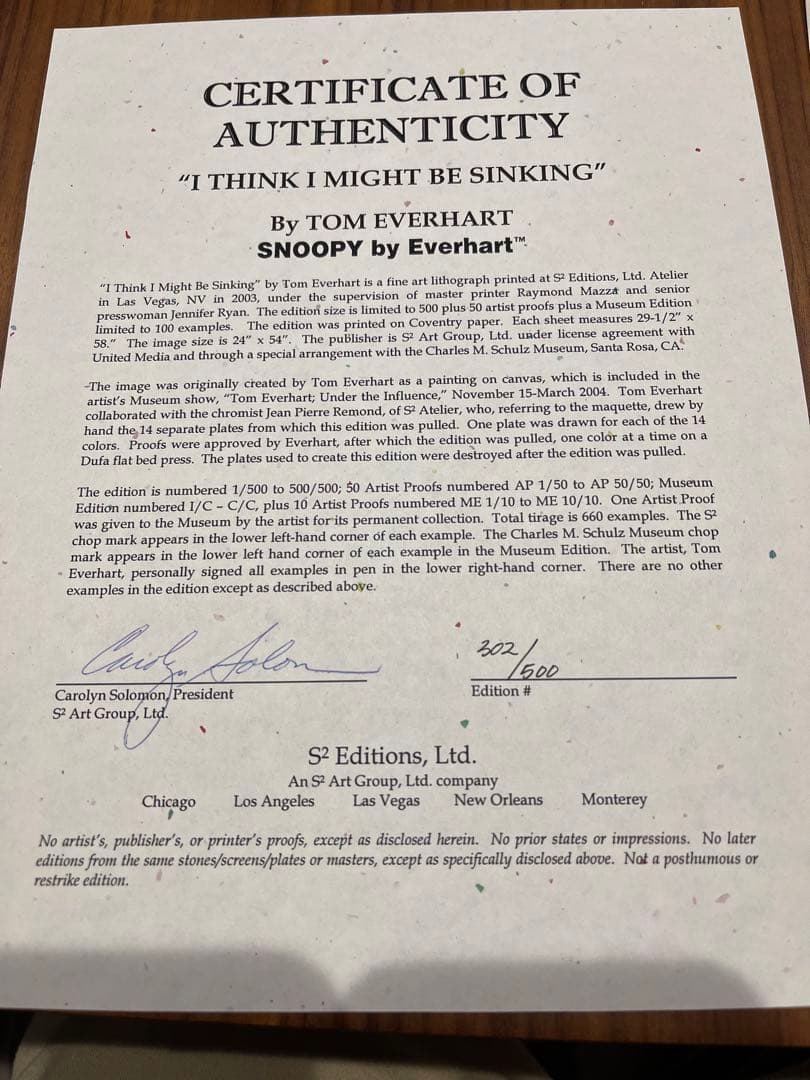 CERTIFICATE OF
AUTHENTICITY
“I THINK I MIGHT BE SINKING”
By TOM EVERHART
SNOOPY by Everhart™
“I Think I Might Be Sinking” by Tom Everhart is a fine art lithograph printed at S² Editions, Ltd. Atelier
in Las Vegas, NV in 2003, under the supervision of master printer Raymond Mazza and senior
presswoman Jennifer Ryan. The edition size is limited to 500 plus 50 artist proofs plus a Museum Edition
limited to 100 examples. The edition was printed on Coventry paper. Each sheet measures 29-1/2” x
58.” The image size is 24” x 54”. The publisher is S² Art Group, Ltd. under license agreement with
United Media and through a special arrangement with the Charles M. Schulz Museum, Santa Rosa, CA.
The image was originally created by Tom Everhart as a painting on canvas, which is included in the
artist’s Museum show, “Tom Everhart; Under the Influence,” November 15-March 2004. Tom Everhart
collaborated with the chromist Jean Pierre Remond, of S² Atelier, who, referring to the maquette, drew by
hand the 14 separate plates from which this edition was pulled. One plate was drawn for each of the 14
colors. Proofs were approved by Everhart, after which the edition was pulled, one color at a time on a
Dufa flat bed press. The plates used to create this edition were destroyed after the edition was pulled.
The edition is numbered 1/500 to 500/500; 50 Artist Proofs numbered AP 1/50 to AP 50/50; Museum
Edition numbered I/C – C/C, plus 10 Artist Proofs numbered ME 1/10 to ME 10/10. One Artist Proof
was given to the Museum by the artist for its permanent collection. Total tirage is 660 examples. The S²
chop mark appears in the lower left-hand corner of each example. The Charles M. Schulz Museum chop
mark appears in the lower left hand corner of each example in the Museum Edition. The artist, Tom
Everhart, personally signed all examples in pen in the lower right-hand corner. There are no other
examples in the edition except as described above.
Carolyn Solomon
302/500
Carolyn Solomon, President
Edition #
S² Art Group, Ltd.
S² Editions, Ltd.
An S² Art Group, Ltd. company
Chicago Los Angeles Las Vegas New Orleans Monterey
No artist’s, publisher’s, or printer’s proofs, except as disclosed herein. No prior states or impressions. No later
editions from the same stones/screens/plates or masters, except as specifically disclosed above. Not a posthumous or
restrike edition.